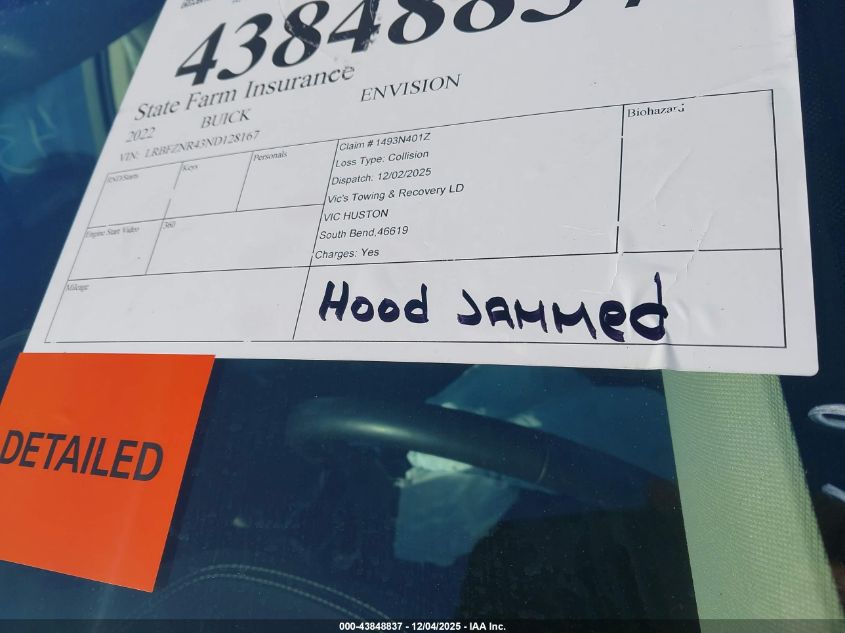 43848837
State Farm Insurance
2022 BUICK ENVISION
VIN: LRBFZNR43ND128167
RND/Starts
Keys
Personals
Engine Start Video
360
Mileage
Claim # 1493N401Z
Loss Type: Collision
Dispatch: 12/02/2025
Vic's Towing & Recovery LD
VIC HUSTON
South Bend,46619
Charges: Yes
Biohazard
Hood Jammed
DETAILED
000-43848837 - 12/04/2025 - IAA Inc.